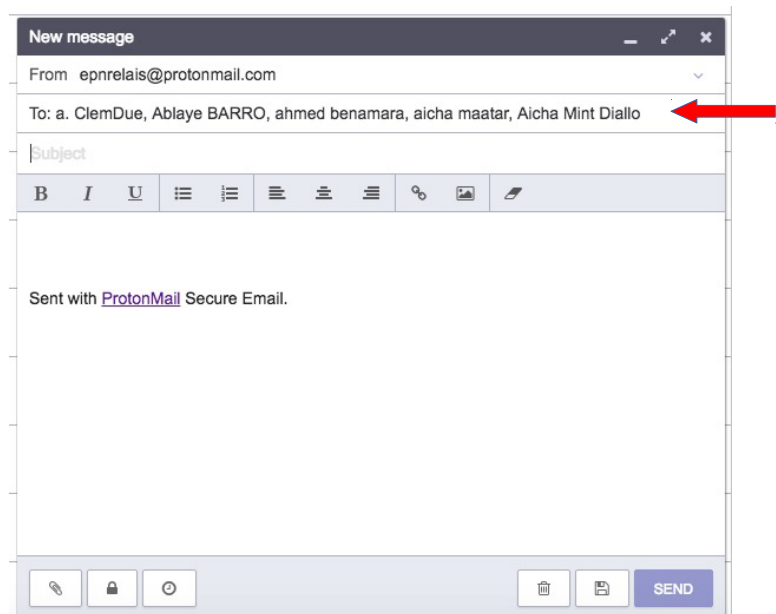 New message
From epnrelais@protonmail.com
To: a. ClemDue, Ablaye BARRO, ahmed benamara, aicha maatar, Aicha Mint Diallo
Subject
B I U
Sent with ProtonMail Secure Email.
SEND